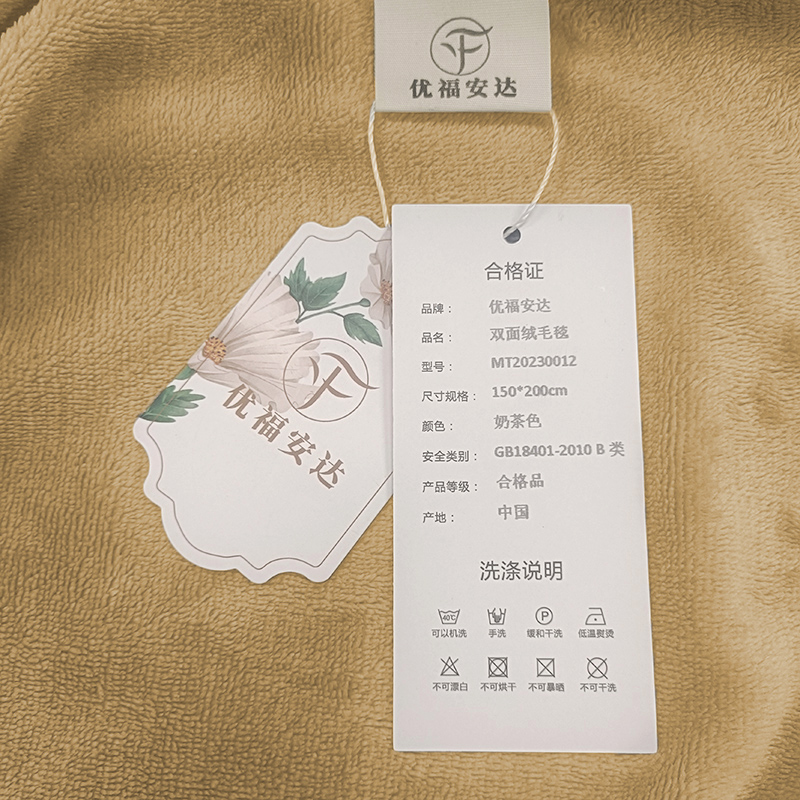 优福安达
优福安达
合格证
品牌： 优福安达
品名： 双面绒毛毯
型号： MT20230012
尺寸规格： 150*200cm
颜色： 奶茶色
安全类别： GB18401-2010 B 类
产品等级： 合格品
产地： 中国
洗涤说明
40℃ P
可以机洗 手洗 缓和干洗 低温熨烫
不可漂白 不可烘干 不可暴晒 不可干洗